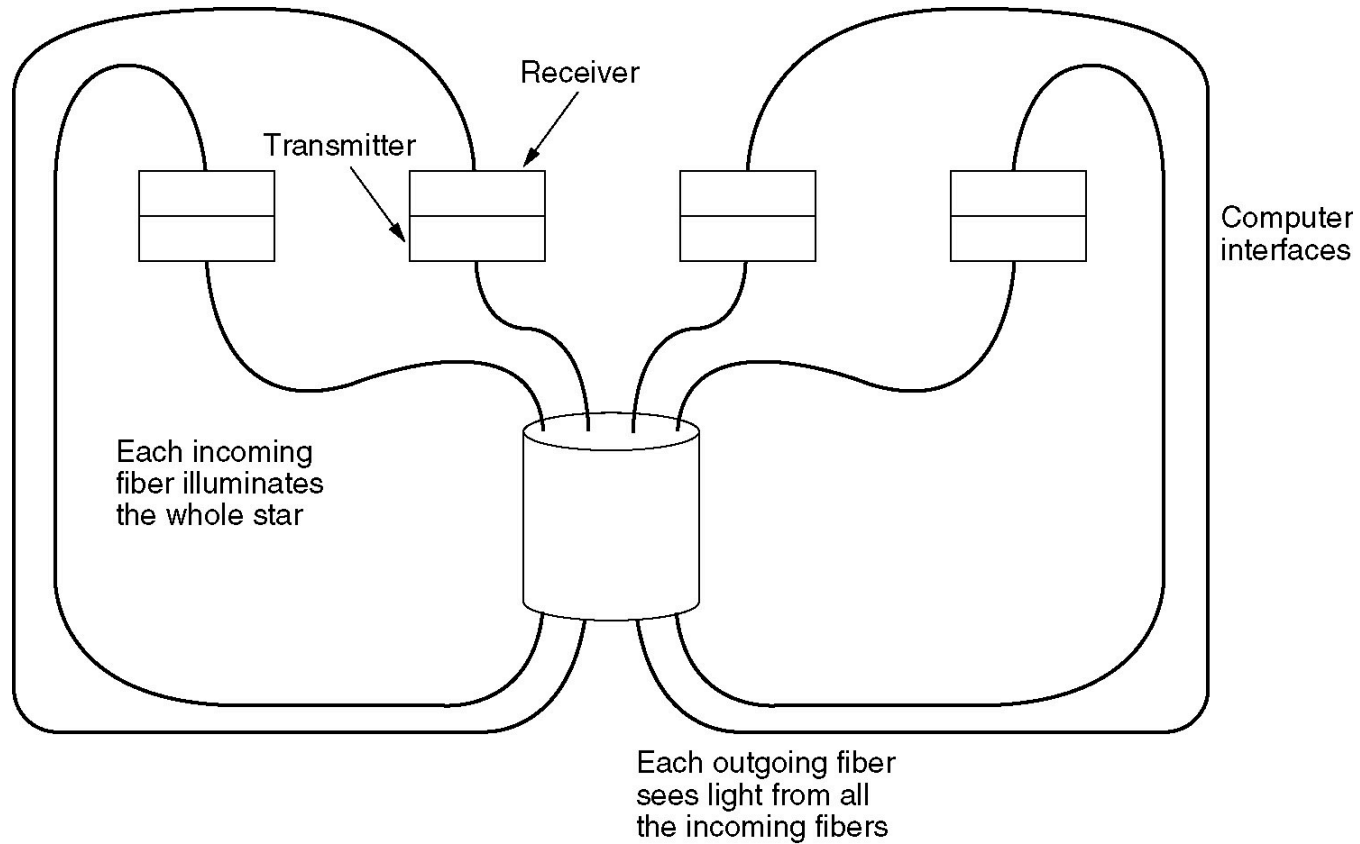 Receiver
Transmitter
Computer
interfaces
Each incoming
fiber illuminates
the whole star
Each outgoing fiber
sees light from all
the incoming fibers